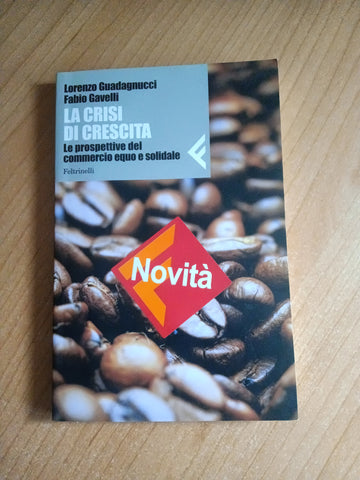 Lorenzo Guadagnucci
Fabio Gavelli
LA CRISI
DI CRESCITA
Le prospettive del
commercio equo e solidale
Feltrinelli
Novità